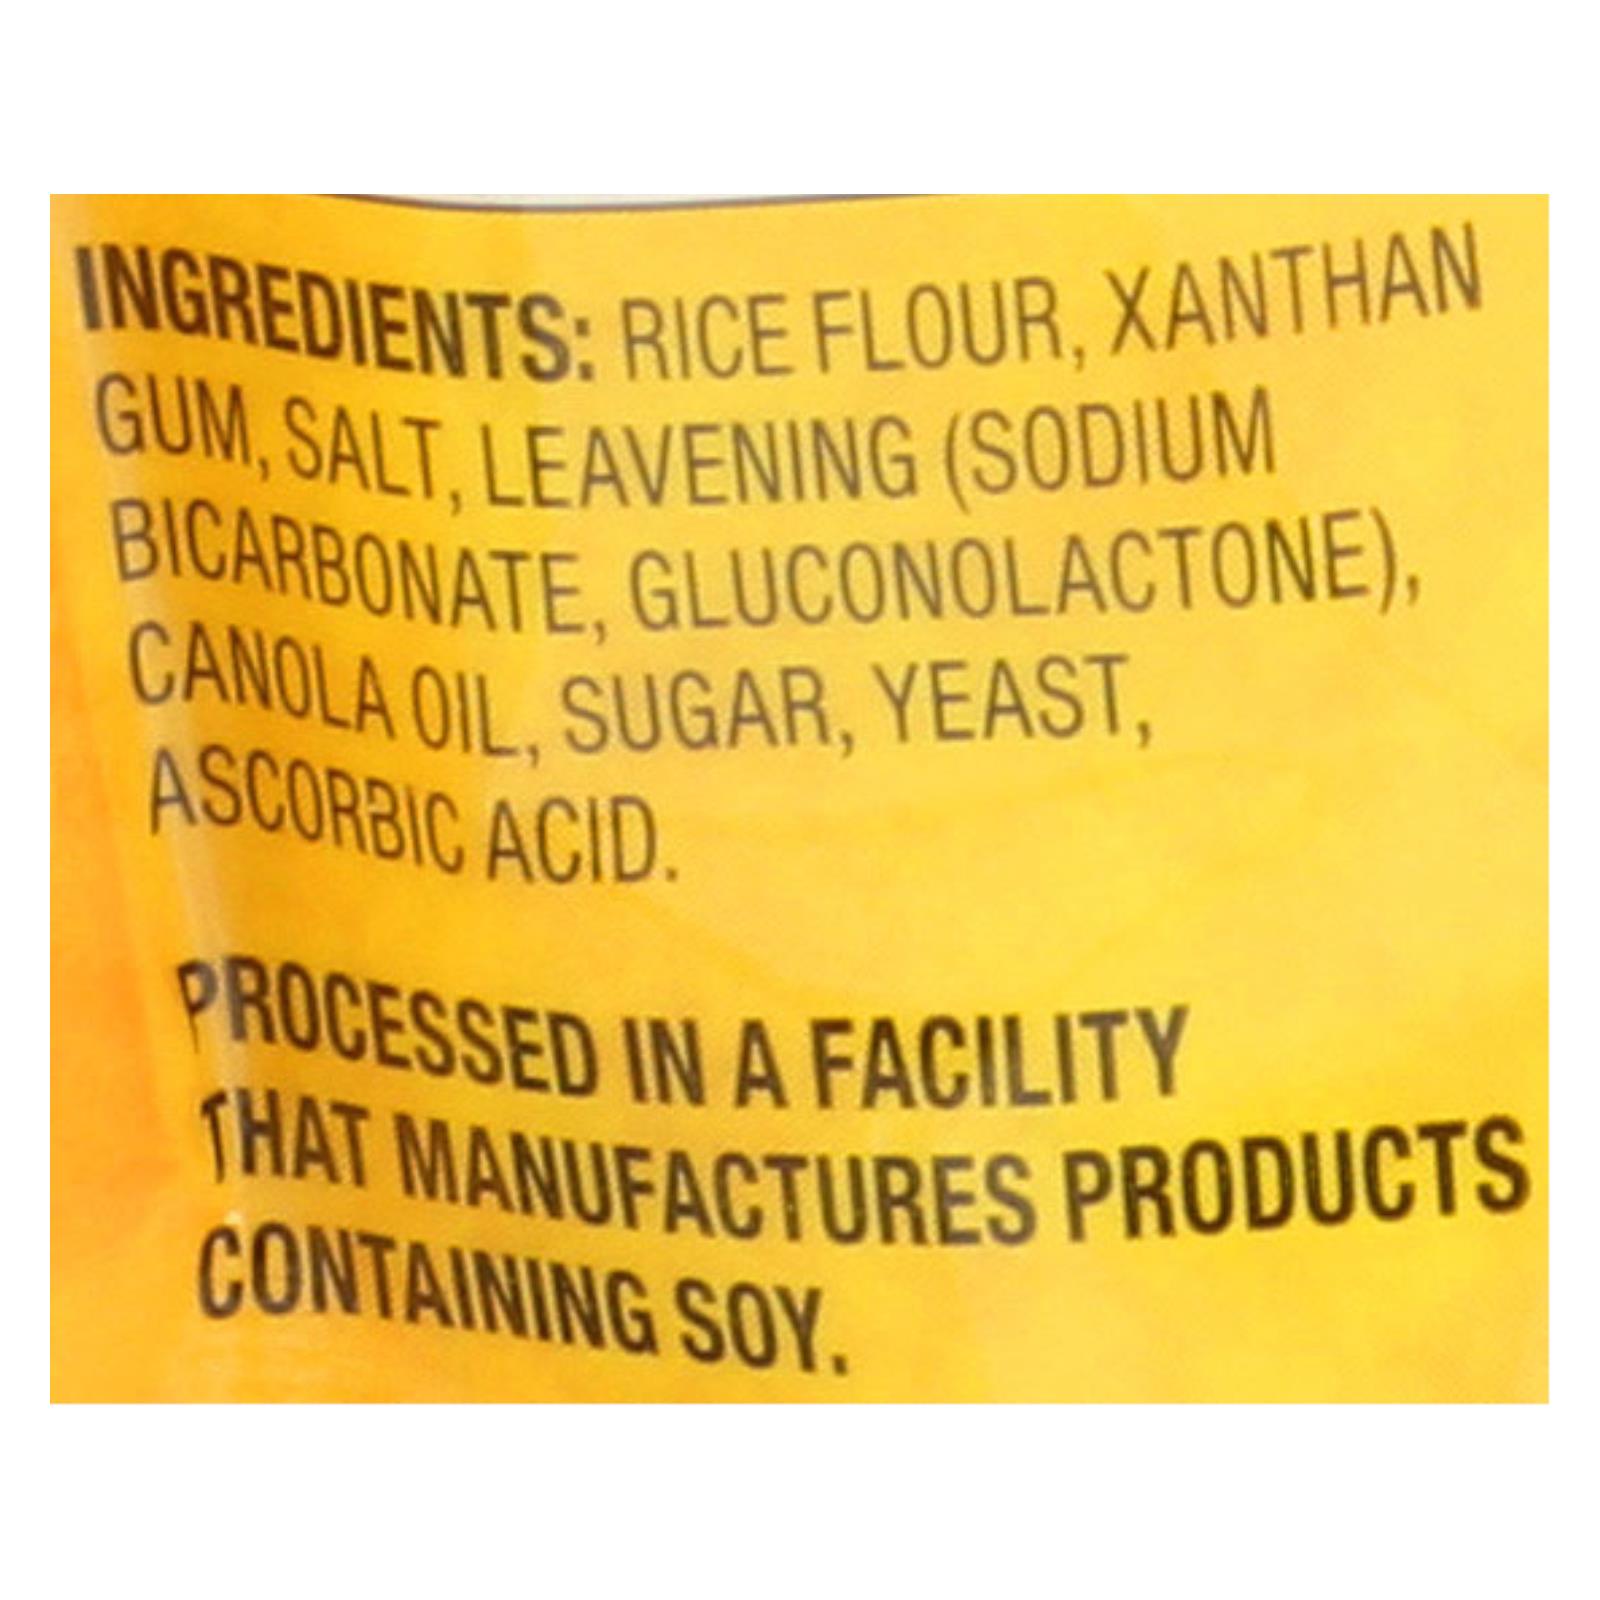 INGREDIENTS: RICE FLOUR, XANTHAN
GUM, SALT, LEAVENING (SODIUM
BICARBONATE, GLUCONOLACTONE),
CANOLA OIL, SUGAR, YEAST,
ASCORBIC ACID.
PROCESSED IN A FACILITY
THAT MANUFACTURES PRODUCTS
CONTAINING SOY.